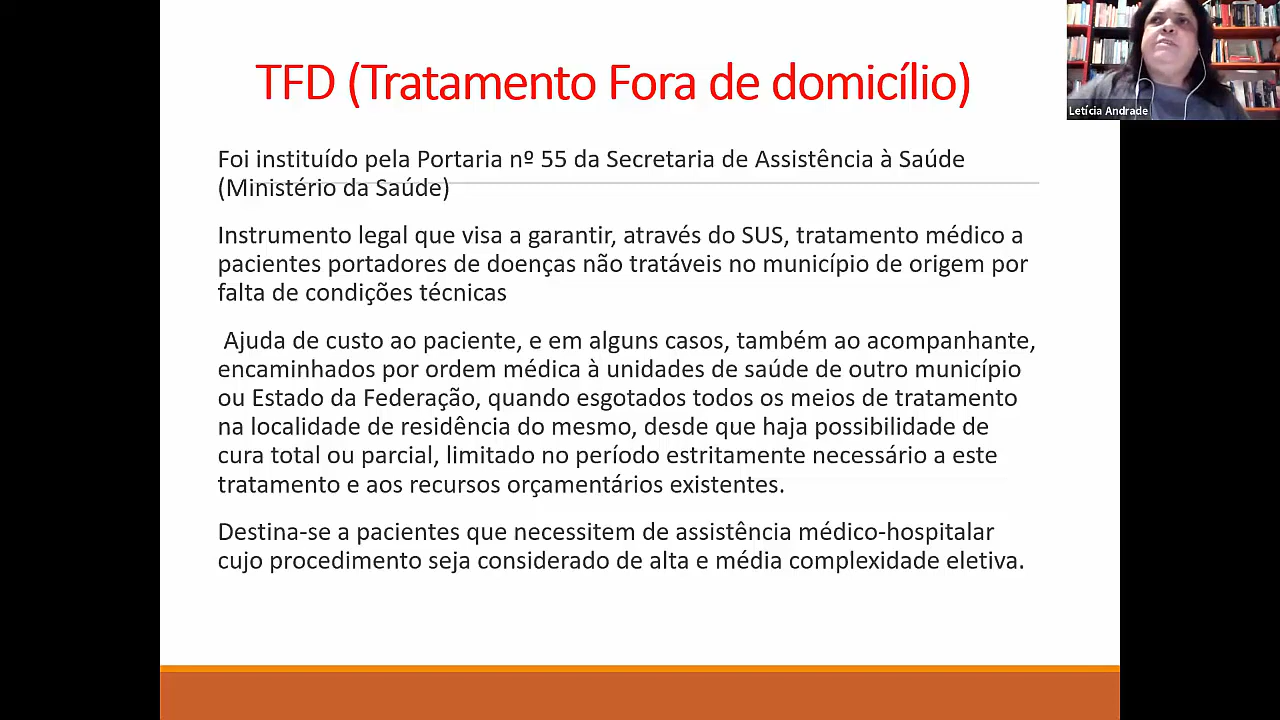 TFD (Tratamento Fora de domicílio)
Letícia Andrade
Foi instituído pela Portaria nº 55 da Secretaria de Assistência à Saúde
(Ministério da Saúde)
Instrumento legal que visa a garantir, através do SUS, tratamento médico a
pacientes portadores de doenças não tratáveis no município de origem por
falta de condições técnicas
Ajuda de custo ao paciente, e em alguns casos, também ao acompanhante,
encaminhados por ordem médica à unidades de saúde de outro município
ou Estado da Federação, quando esgotados todos os meios de tratamento
na localidade de residência do mesmo, desde que haja possibilidade de
cura total ou parcial, limitado no período estritamente necessário a este
tratamento e aos recursos orçamentários existentes.
Destina-se a pacientes que necessitem de assistência médico-hospitalar
cujo procedimento seja considerado de alta e média complexidade eletiva.